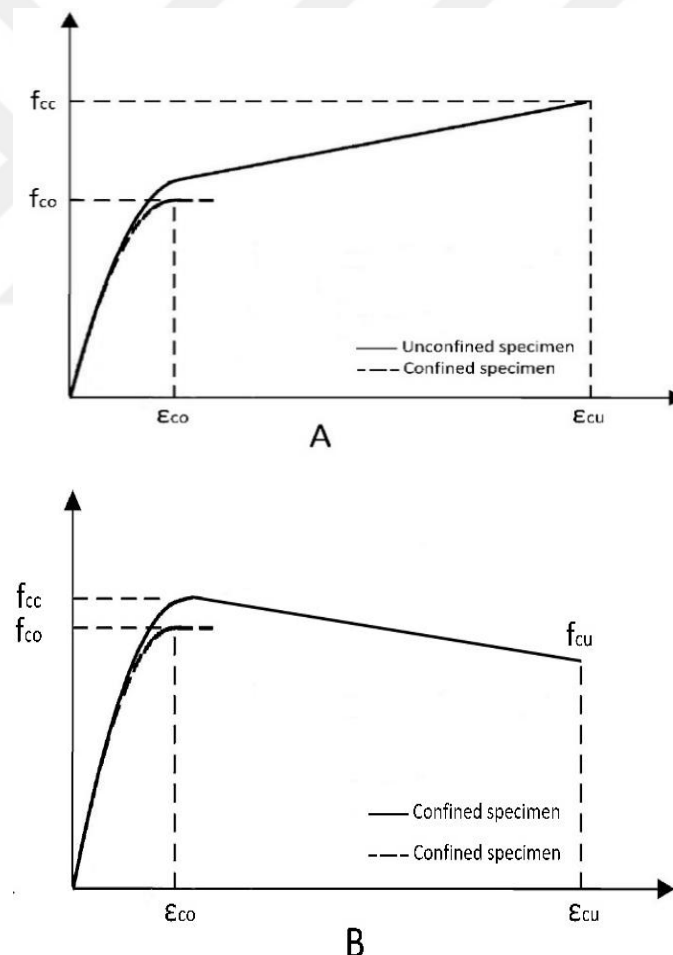 fcc
fco
Unconfined specimen
Confined specimen
εco
εcu
A
fcc
fco
fcu
Confined specimen
Confined specimen
εco
εcu
B